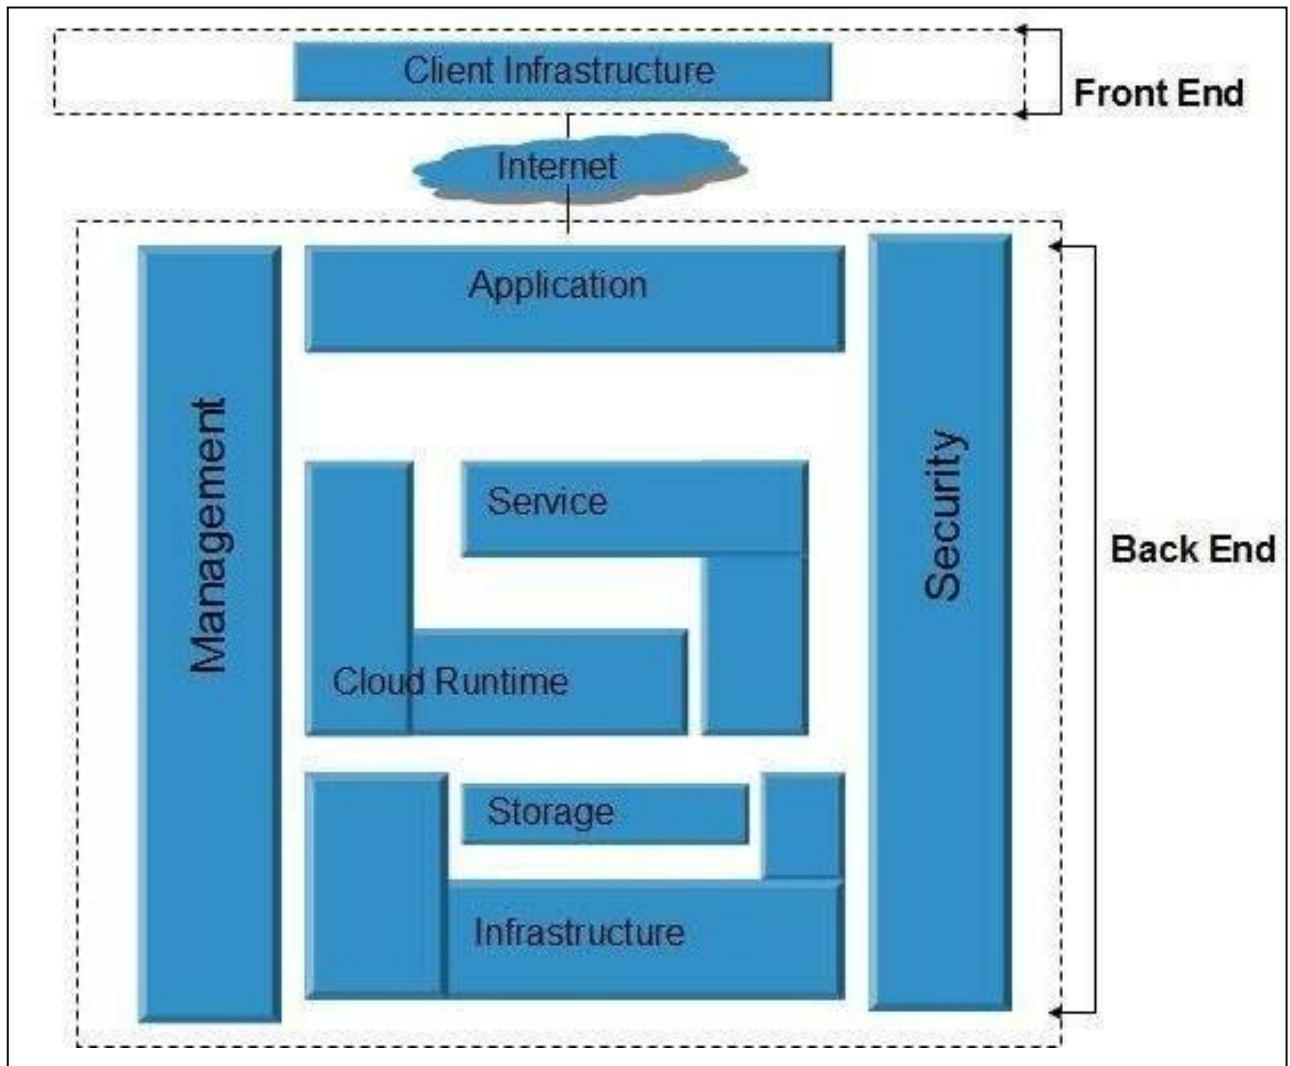 Client Infrastructure
Front End
Internet
Application
Management
Service
Security
Back End
Cloud Runtime
Storage
Infrastructure